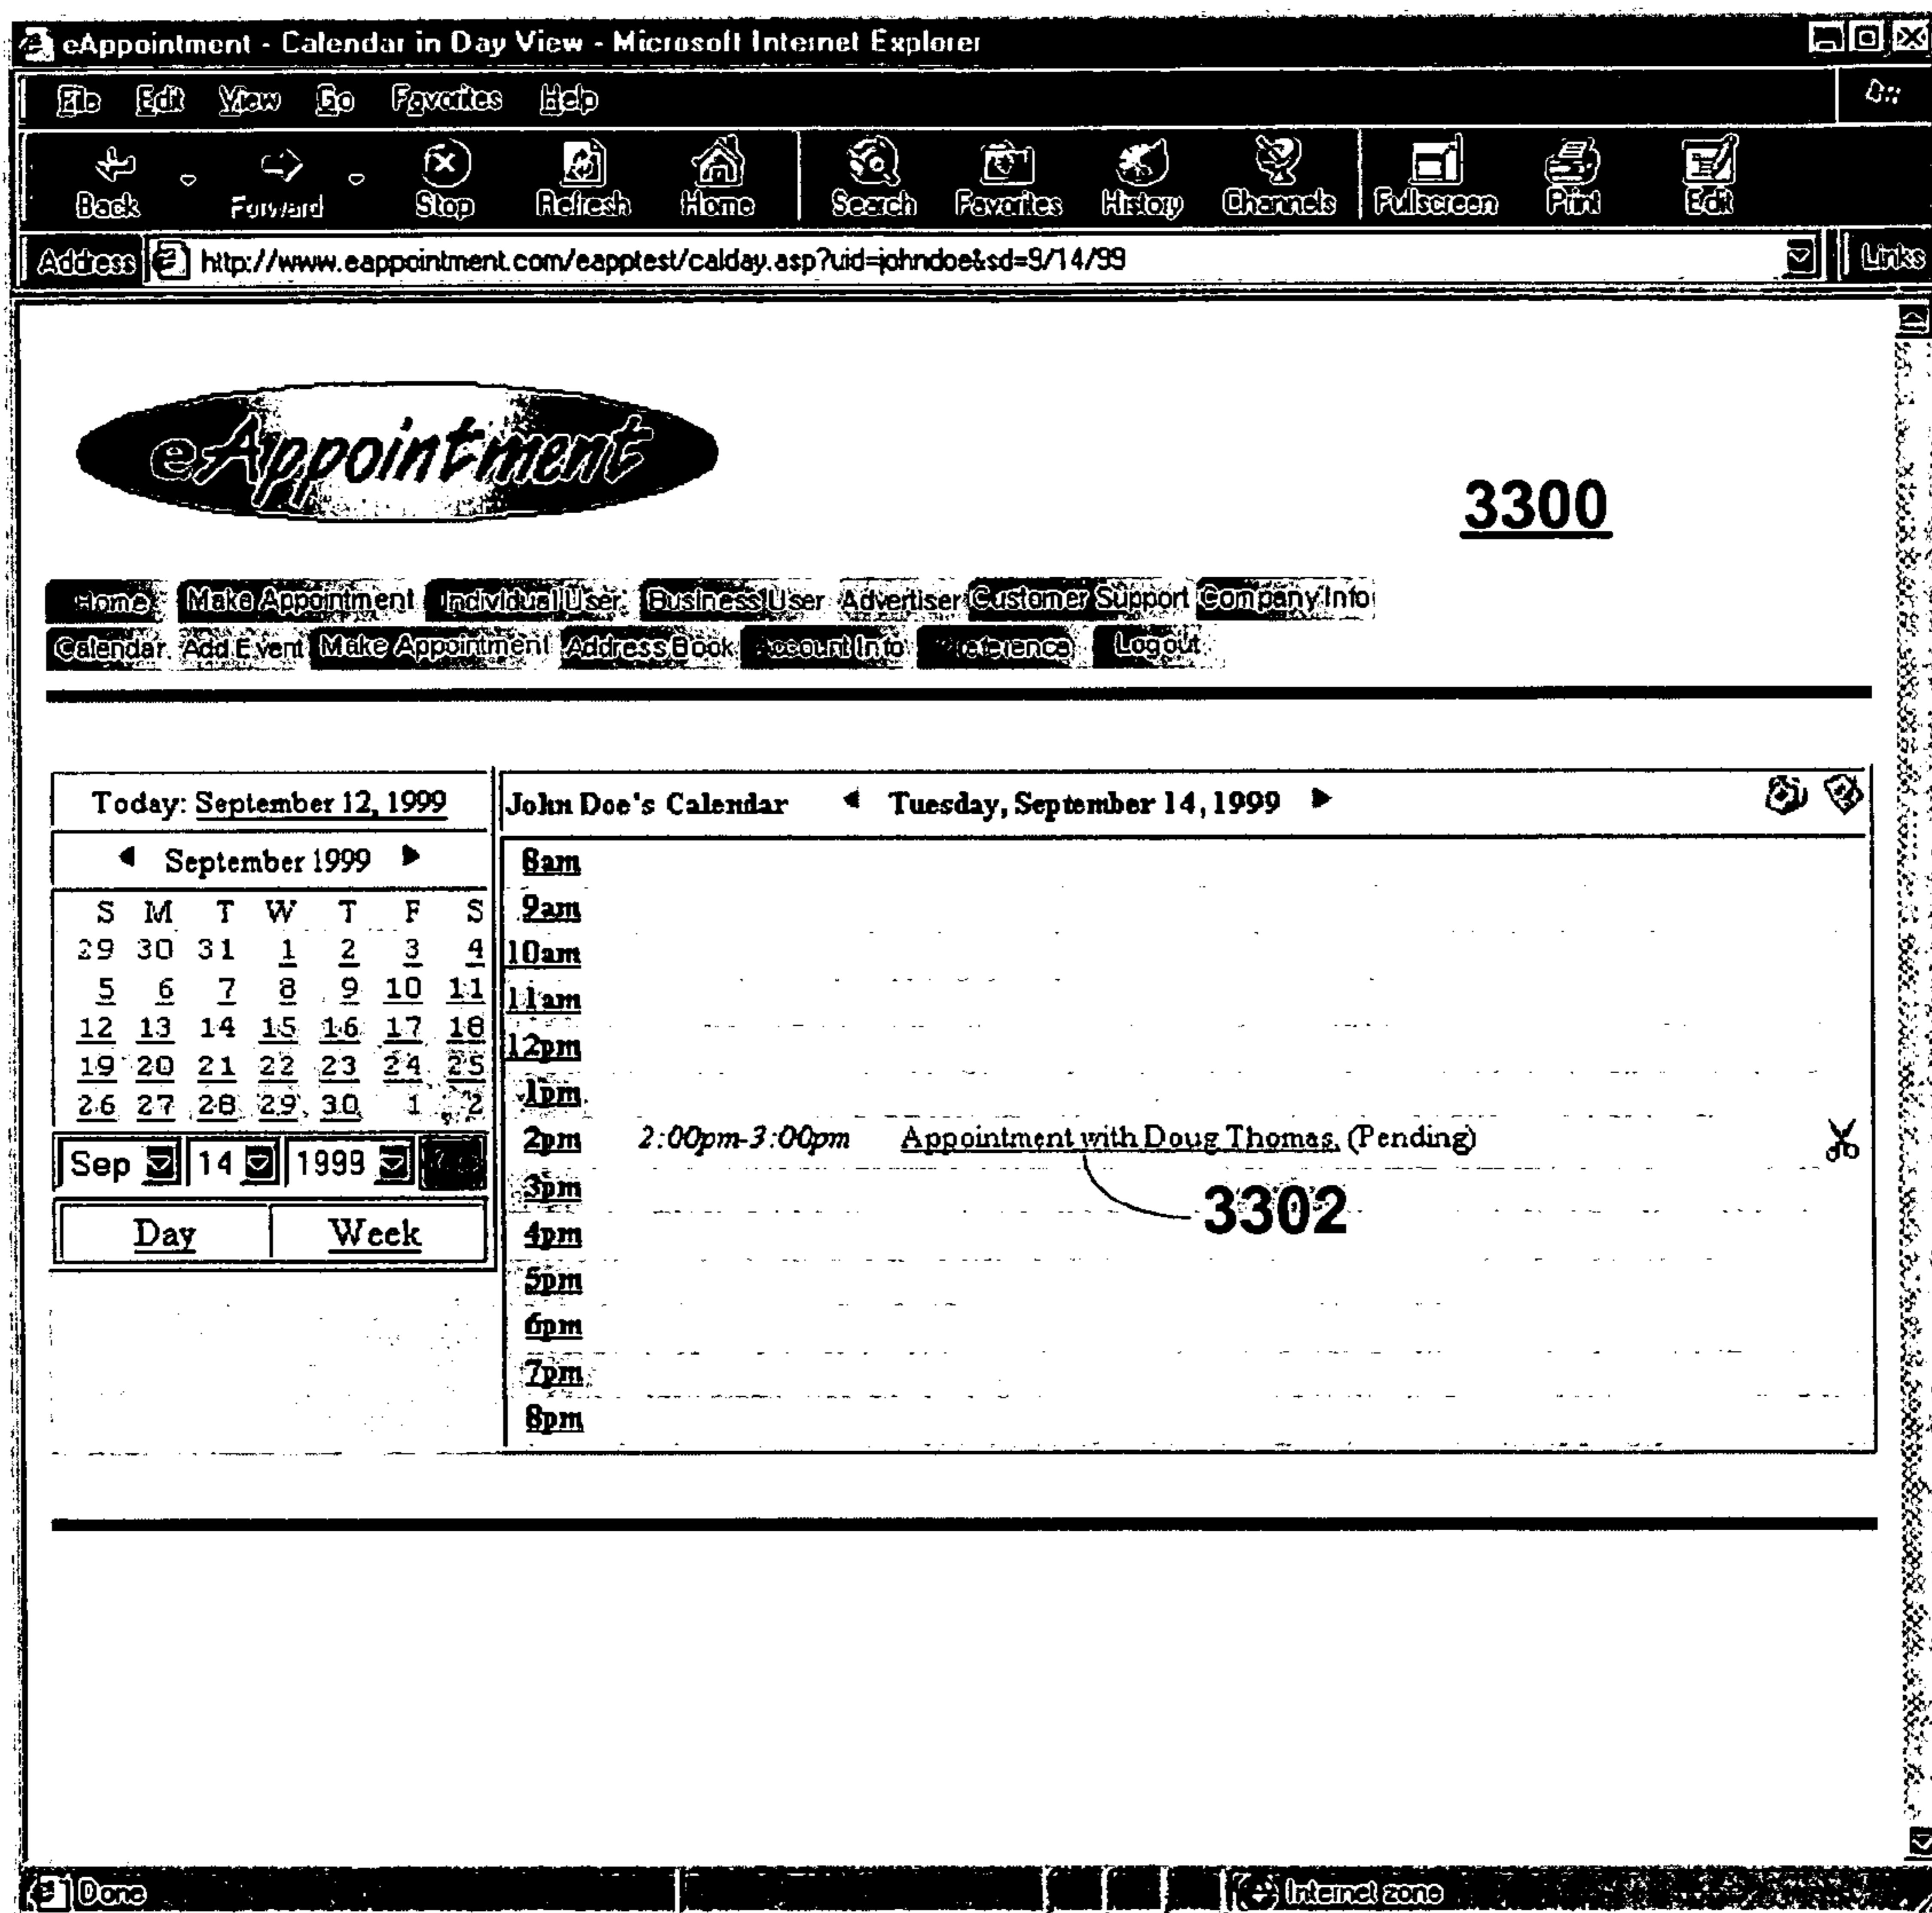 eAppointment - Calendar in Day View - Microsoft Internet Explorer
File Edit View Go Favorites Help
Back Forward Stop Refresh Home Search Favorites History Channels Fullscreen Print Edit
Address http://www.eappointment.com/eapptest/calday.asp?uid=johndoe&sd=9/14/99 Links
eAppointment
3300
Home Make Appointment Individual User Business User Advertiser Customer Support Company Info
Calendar Add Event Make Appointment Address Book Account Info Preference Logout
Today: September 12, 1999
September 1999
S M T W T F S
29 30 31 1 2 3 4
5 6 7 8 9 10 11
12 13 14 15 16 17 18
19 20 21 22 23 24 25
26 27 28 29 30 1 2
Sep 14 1999
Day Week
John Doe's Calendar Tuesday, September 14, 1999
8am
9am
10am
11am
12pm
1pm
2pm 2:00pm-3:00pm Appointment with Doug Thomas. (Pending)
3pm
3302
4pm
5pm
6pm
7pm
8pm
Done Internet zone